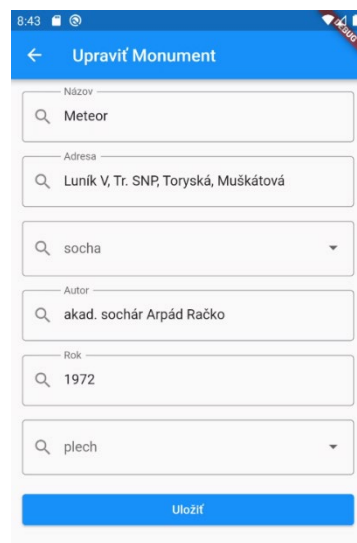 8:43
DEBUG
Upraviť Monument
Názov
Meteor
Adresa
Luník V, Tr. SNP, Toryská, Muškátová
socha
Autor
akad. sochár Arpád Račko
Rok
1972
plech
Uložiť